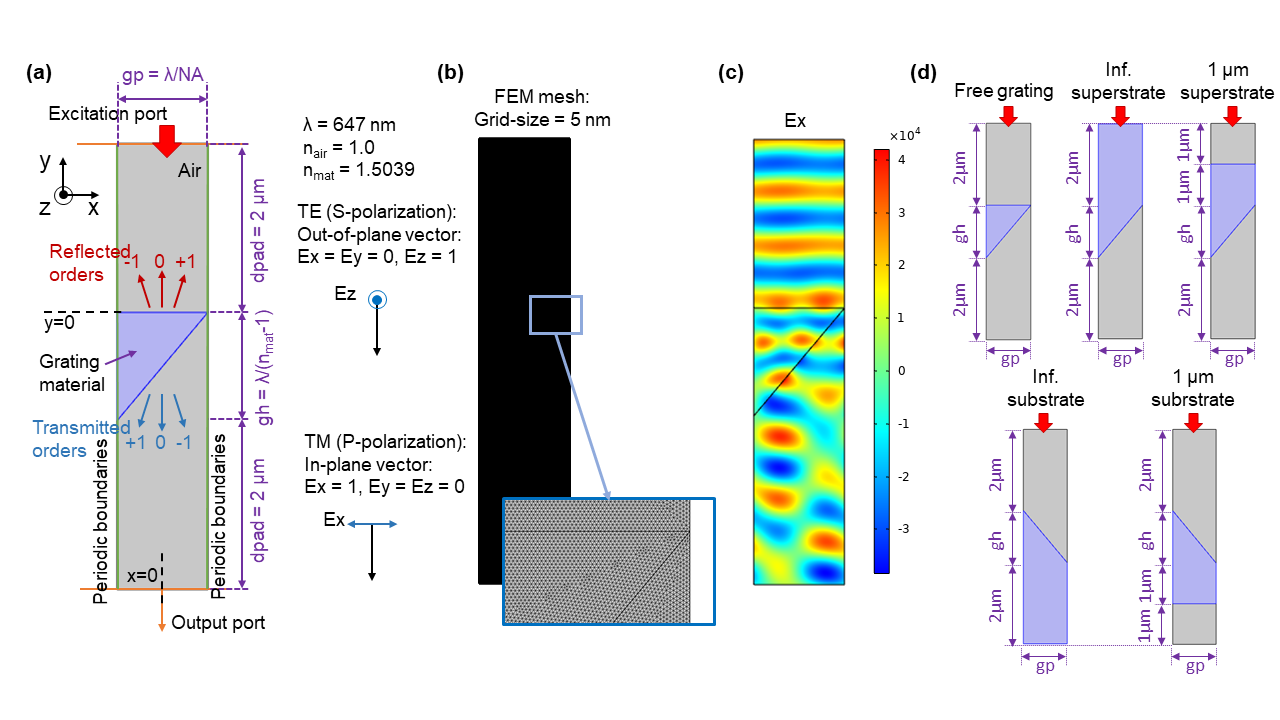 (a)
gp = λ/NA
Excitation port
y
z
x
Air
dpad = 2 μm
Reflected
orders
-1 0 +1
y=0
Grating
material
gh = λ/(nmat-1)
Transmitted
orders
+1 0 -1
Periodic boundaries
Periodic boundaries
dpad = 2 μm
x=0
Output port
λ = 647 nm
nair = 1.0
nmat = 1.5039
TE (S-polarization):
Out-of-plane vector:
Ex = Ey = 0, Ez = 1
Ez
TM (P-polarization):
In-plane vector:
Ex = 1, Ey = Ez = 0
Ex
(b)
FEM mesh:
Grid-size = 5 nm
(c)
Ex
×10⁴
4
3
2
1
0
-1
-2
-3
(d)
Free grating
2μm
gh
2μm
gp
Inf.
superstrate
2μm
gh
2μm
gp
1 μm
superstrate
1μm
1μm
gh
2μm
gp
Inf.
substrate
2μm
gh
2μm
gp
1 μm
subrstrate
2μm
gh
1μm
1μm
gp